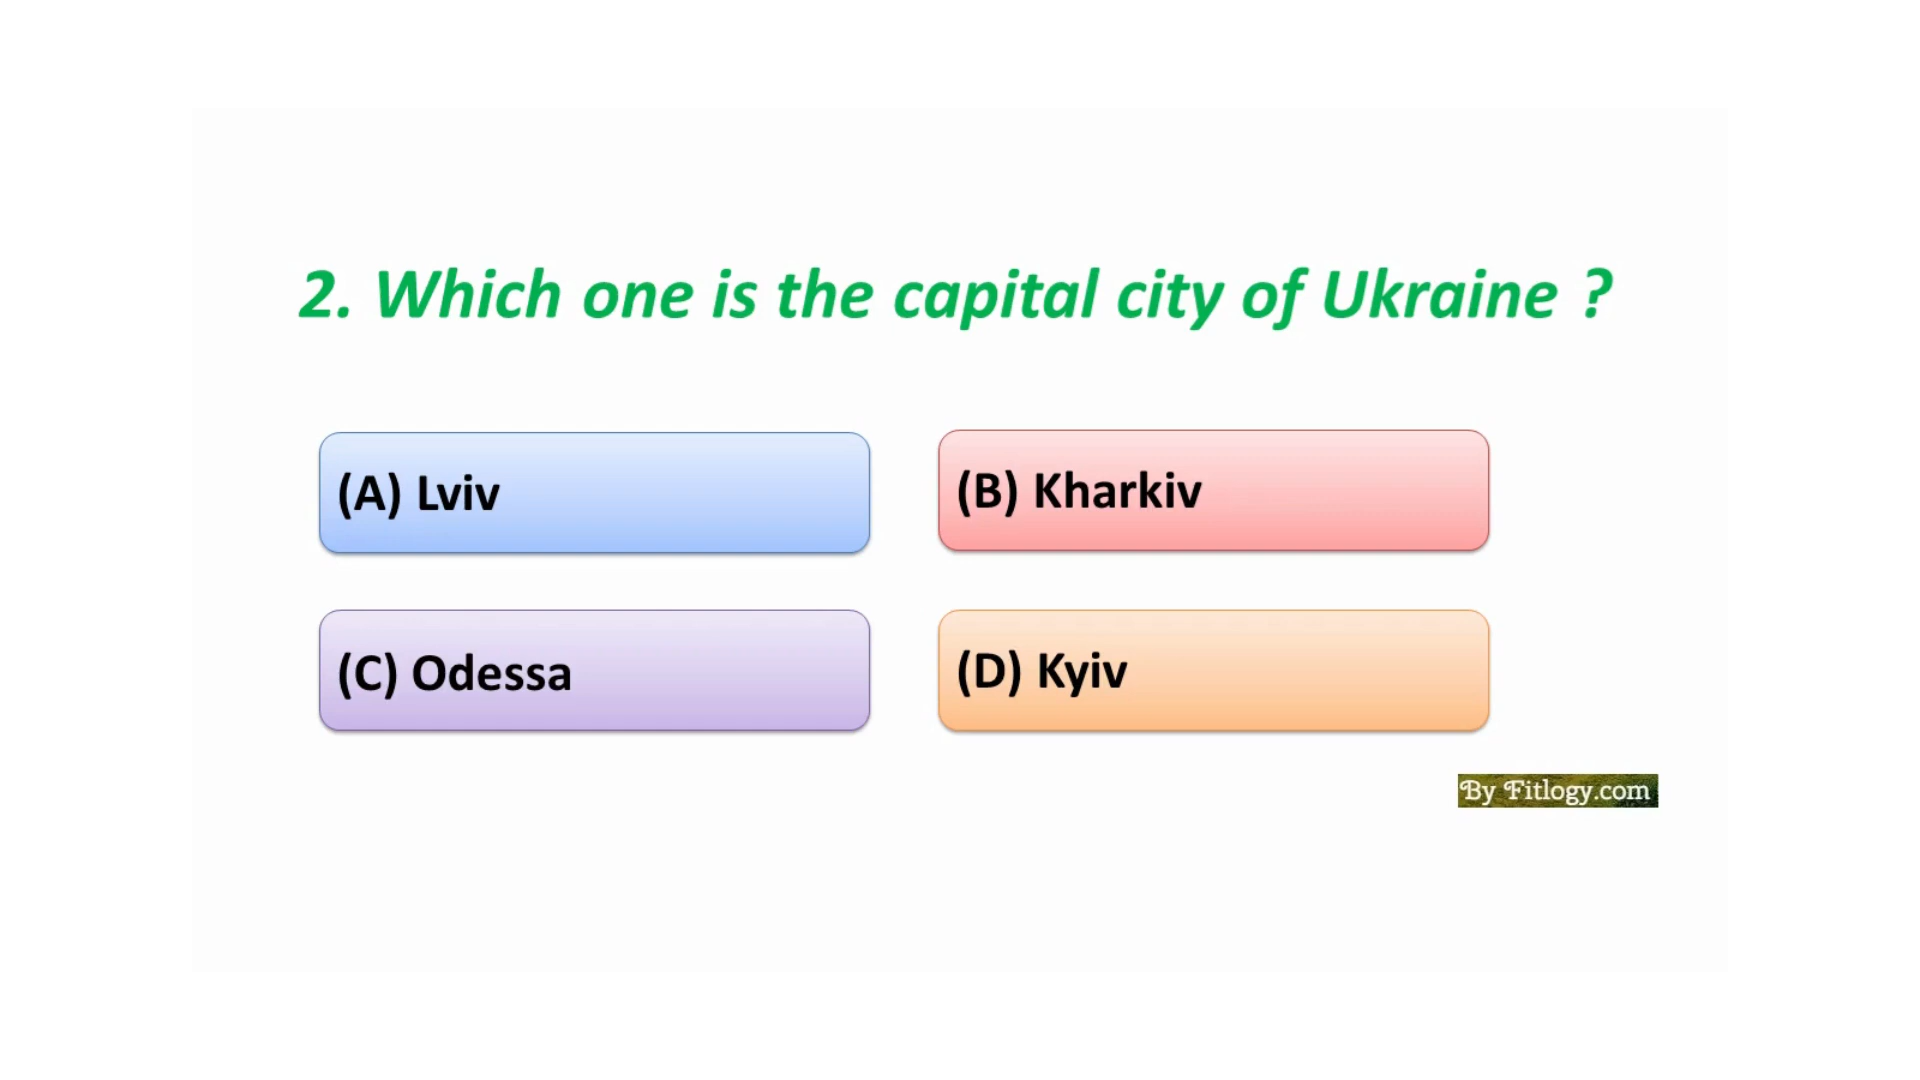 2. Which one is the capital city of Ukraine ?
(A) Lviv
(B) Kharkiv
(C) Odessa
(D) Kyiv
By Fitlogy.com